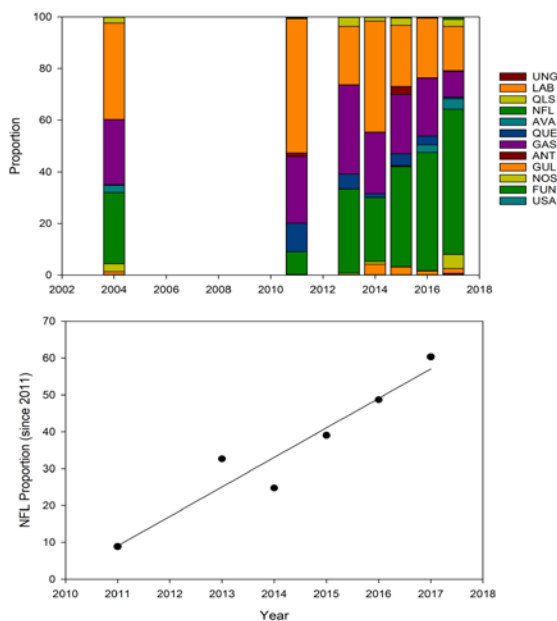 100
80
60
40
20
0
Proportion
2002 2004 2006 2008 2010 2012 2014 2016 2018
UNG
LAB
QLS
NFL
AVA
QUE
GAS
ANT
GUL
NOS
FUN
USA
70
60
50
40
30
20
10
0
NFL Proportion (since 2011)
2010 2011 2012 2013 2014 2015 2016 2017 2018
Year